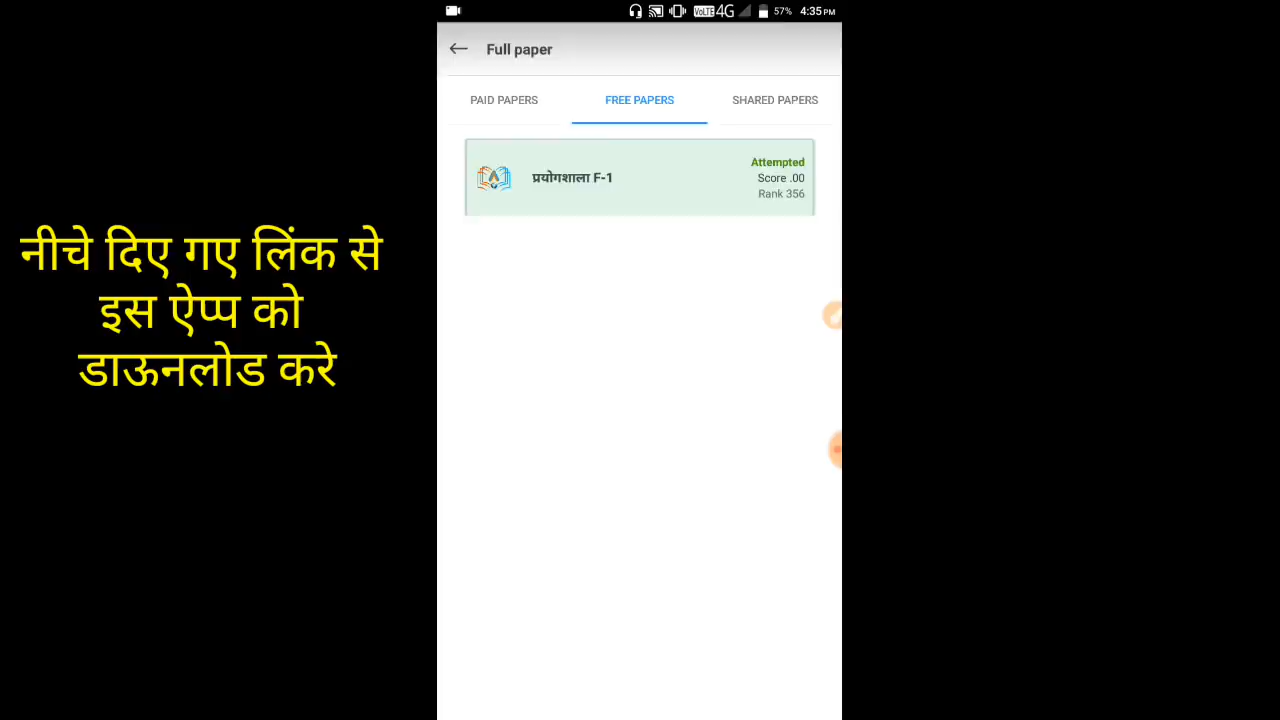 VoLTE 4G 57% 4:35 PM
Full paper
PAID PAPERS FREE PAPERS SHARED PAPERS
Attempted
प्रयोगशाला F-1
Score .00
Rank 356
नीचे दिए गए लिंक से
इस ऐप्प को
डाऊनलोड करे